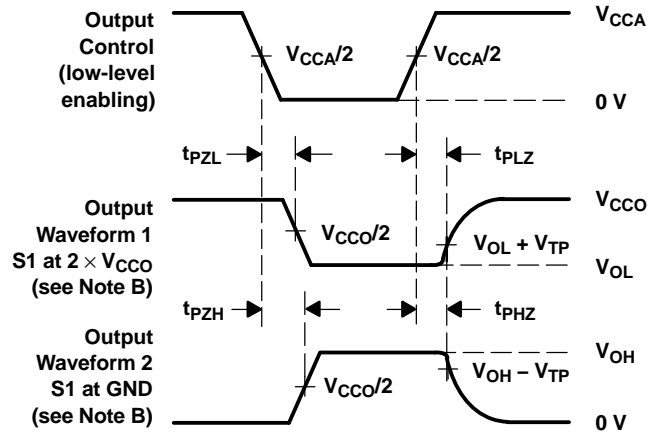 Output
Control
(low-level
enabling)
VCCA/2
VCCA/2
VCCA
0 V
tPZL
tPLZ
Output
Waveform 1
S1 at 2 × VCCO
(see Note B)
VCCO/2
VCCO
VOL + VTP
VOL
tPZH
tPHZ
Output
Waveform 2
S1 at GND
(see Note B)
VCCO/2
VOH
VOH − VTP
0 V